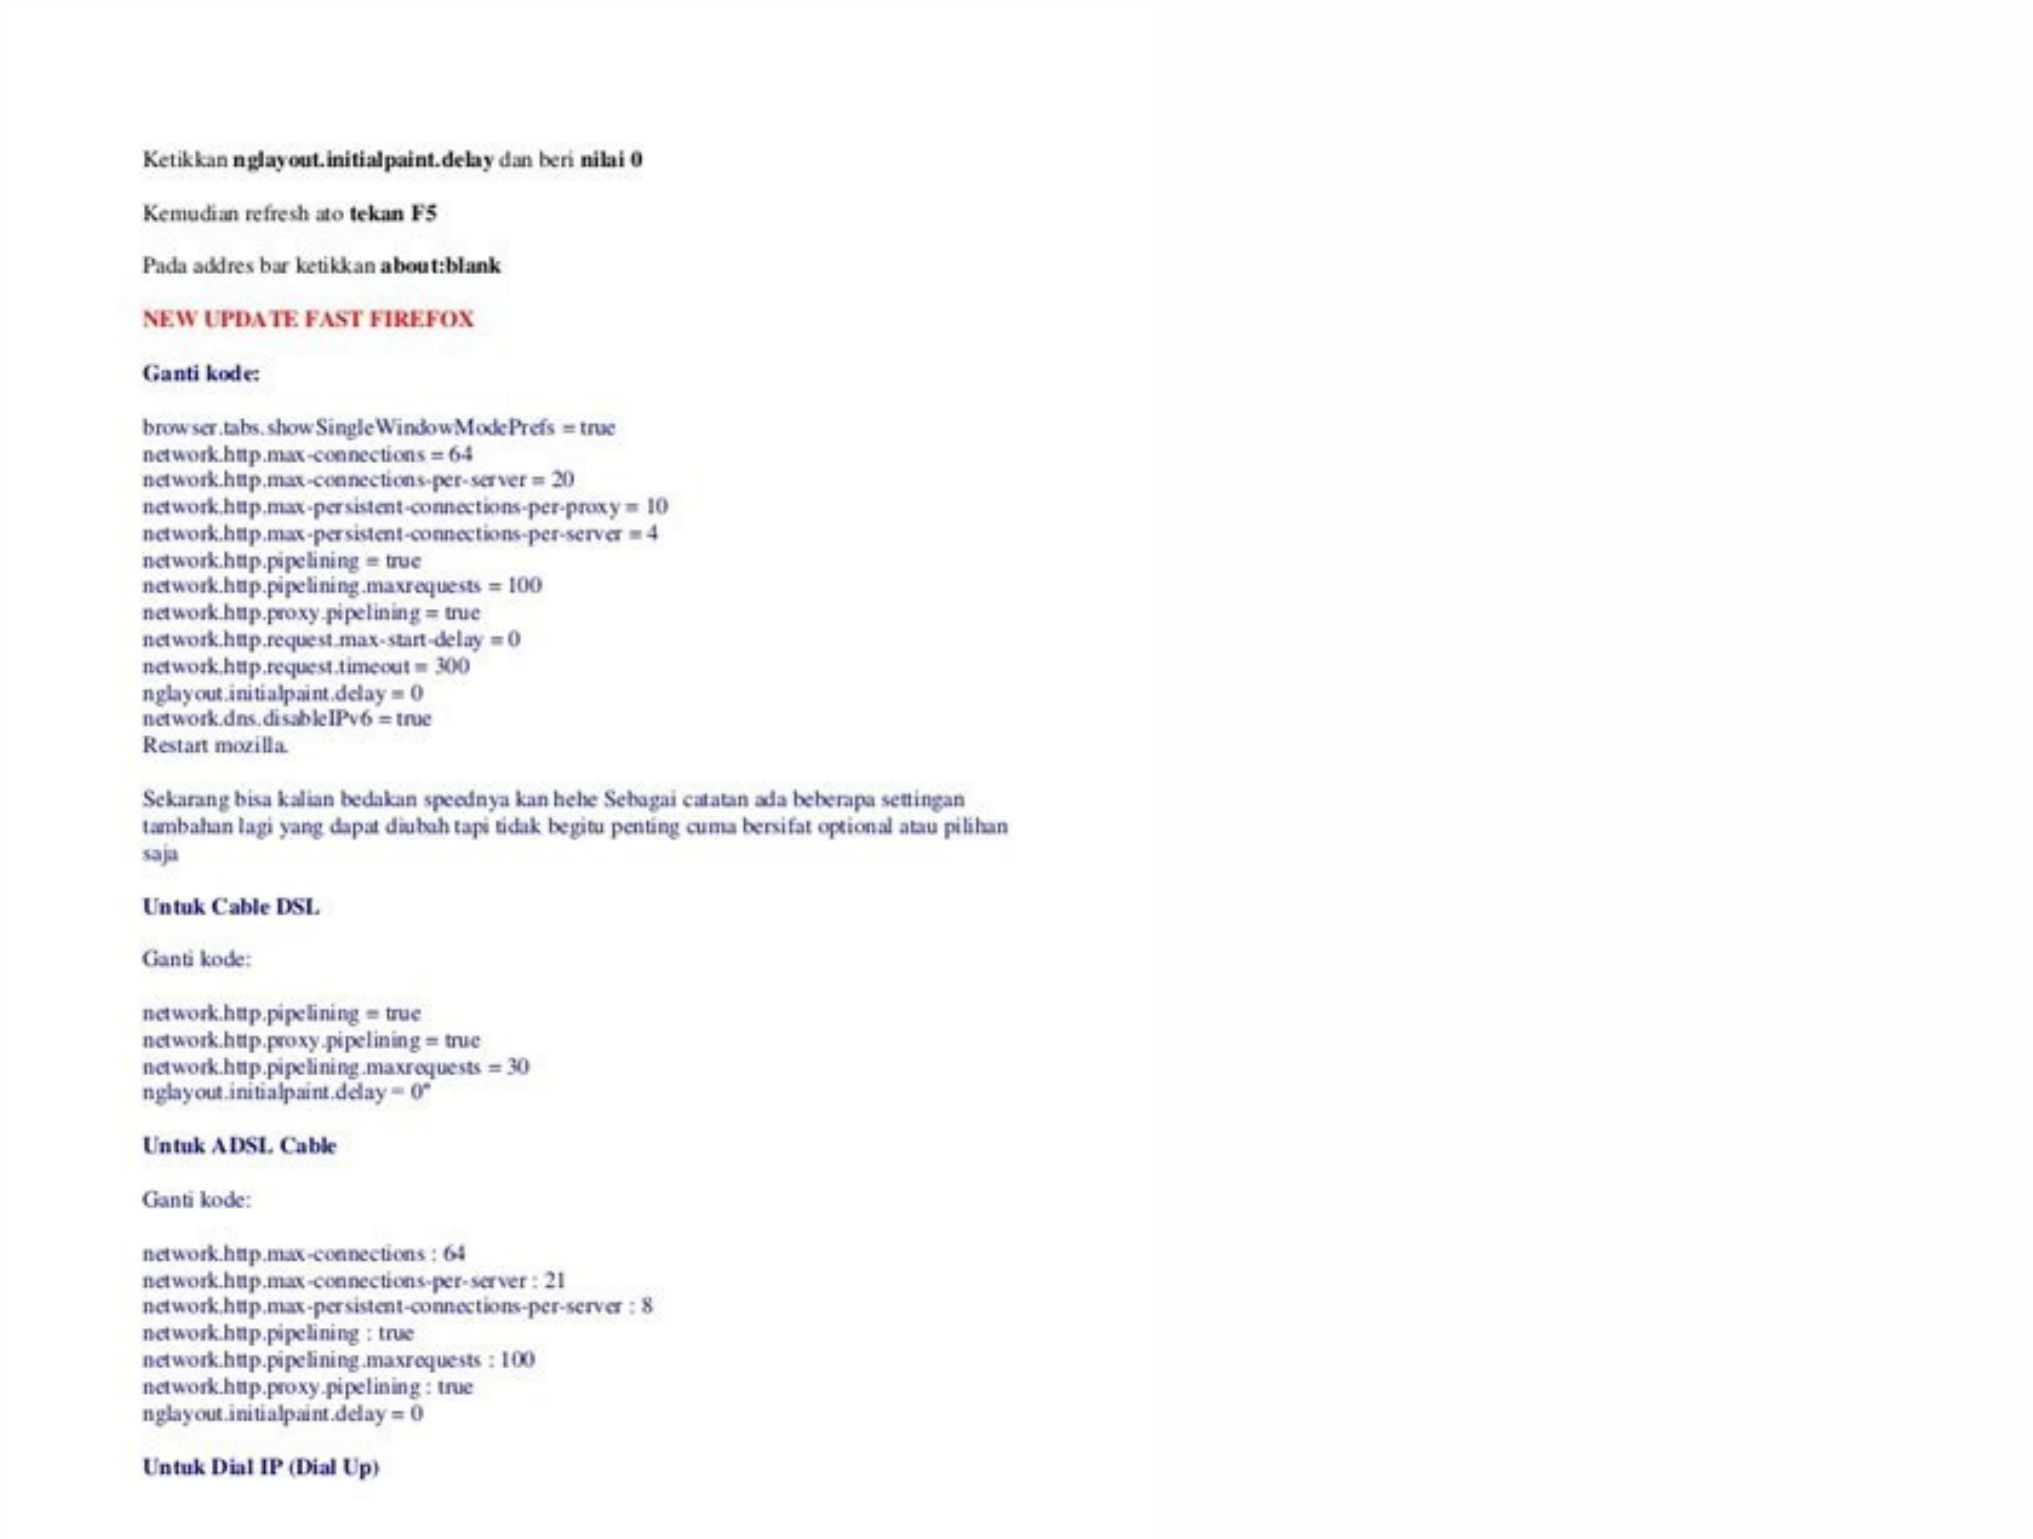 Ketikkan nglayout.initialpaint.delay dan beri nilai 0
Kemudian refresh ato tekan F5
Pada addres bar ketikkan about:blank
NEW UPDATE FAST FIREFOX
Ganti kode:
browser.tabs.showSingleWindowModePrefs = true
network.http.max-connections = 64
network.http.max-connections-per-server = 20
network.http.max-persistent-connections-per-proxy = 10
network.http.max-persistent-connections-per-server = 4
network.http.pipelining = true
network.http.pipelining.maxrequests = 100
network.http.proxy.pipelining = true
network.http.request.max-start-delay = 0
network.http.request.timeout = 300
nglayout.initialpaint.delay = 0
network.dns.disableIPv6 = true
Restart mozilla.
Sekarang bisa kalian bedakan speednya kan hehe Sebagai catatan ada beberapa settingan
tambahan lagi yang dapat diubah tapi tidak begitu penting cuma bersifat optional atau pilihan
saja
Untuk Cable DSL
Ganti kode:
network.http.pipelining = true
network.http.proxy.pipelining = true
network.http.pipelining.maxrequests = 30
nglayout.initialpaint.delay = 0"
Untuk ADSL Cable
Ganti kode:
network.http.max-connections : 64
network.http.max-connections-per-server : 21
network.http.max-persistent-connections-per-server : 8
network.http.pipelining : true
network.http.pipelining.maxrequests : 100
network.http.proxy.pipelining : true
nglayout.initialpaint.delay = 0
Untuk Dial IP (Dial Up)